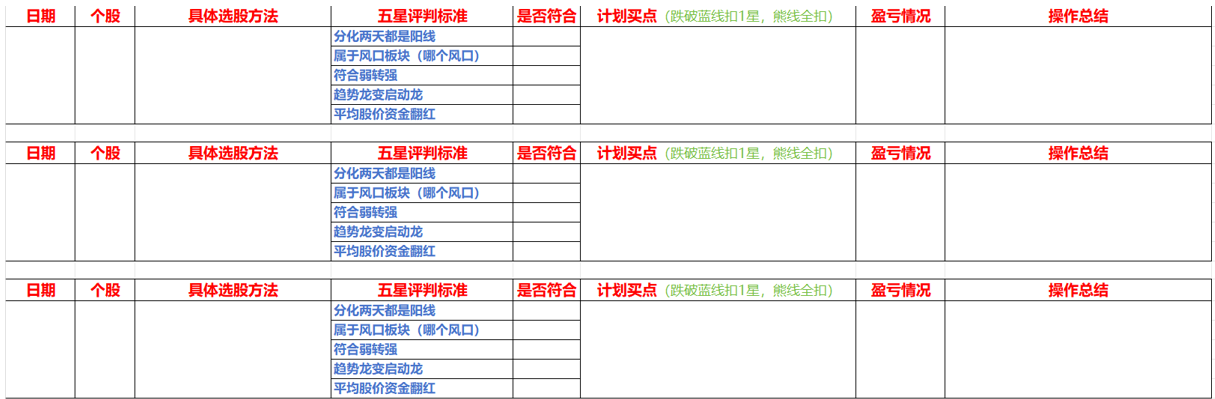 日期 个股 具体选股方法 五星评判标准 是否符合 计划买点（跌破蓝线扣1星，熊线全扣） 盈亏情况 操作总结
分化两天都是阳线
属于风口板块（哪个风口）
符合弱转强
趋势龙变启动龙
平均股价资金翻红
日期 个股 具体选股方法 五星评判标准 是否符合 计划买点（跌破蓝线扣1星，熊线全扣） 盈亏情况 操作总结
分化两天都是阳线
属于风口板块（哪个风口）
符合弱转强
趋势龙变启动龙
平均股价资金翻红
日期 个股 具体选股方法 五星评判标准 是否符合 计划买点（跌破蓝线扣1星，熊线全扣） 盈亏情况 操作总结
分化两天都是阳线
属于风口板块（哪个风口）
符合弱转强
趋势龙变启动龙
平均股价资金翻红